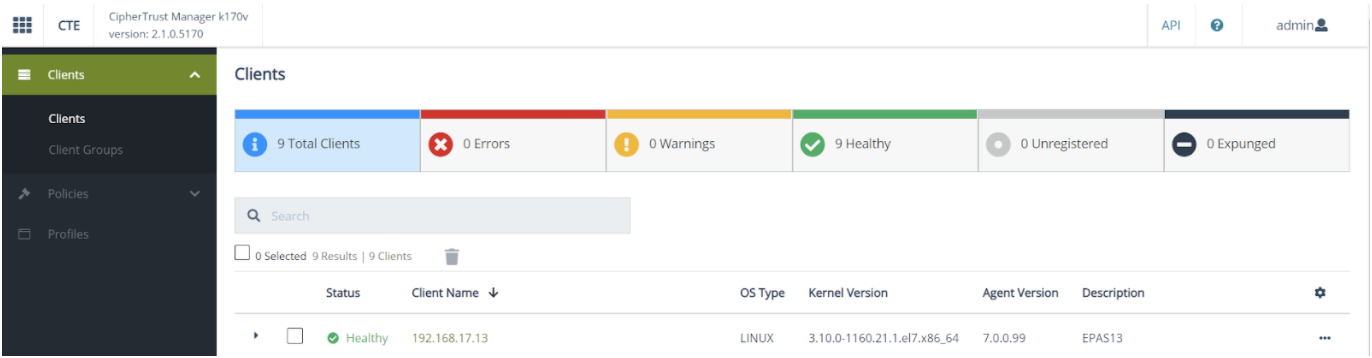 CTE
CipherTrust Manager k170v
version: 2.1.0.5170
API
admin
Clients
Clients
Client Groups
Policies
Profiles
Clients
9 Total Clients
0 Errors
0 Warnings
9 Healthy
0 Unregistered
0 Expunged
Search
0 Selected 9 Results | 9 Clients
Status Client Name OS Type Kernel Version Agent Version Description
Healthy 192.168.17.13 LINUX 3.10.0-1160.21.1.el7.x86_64 7.0.0.99 EPAS13